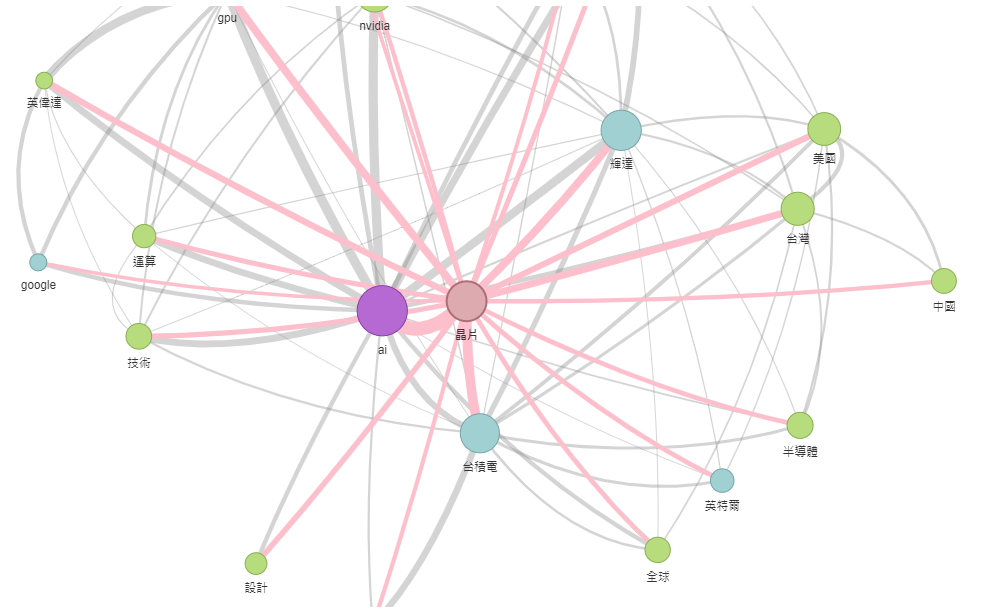 gpu
nvidia
英偉達
輝達
美國
台灣
運算
google
中國
技術
ai
晶片
台積電
半導體
英特爾
設計
全球